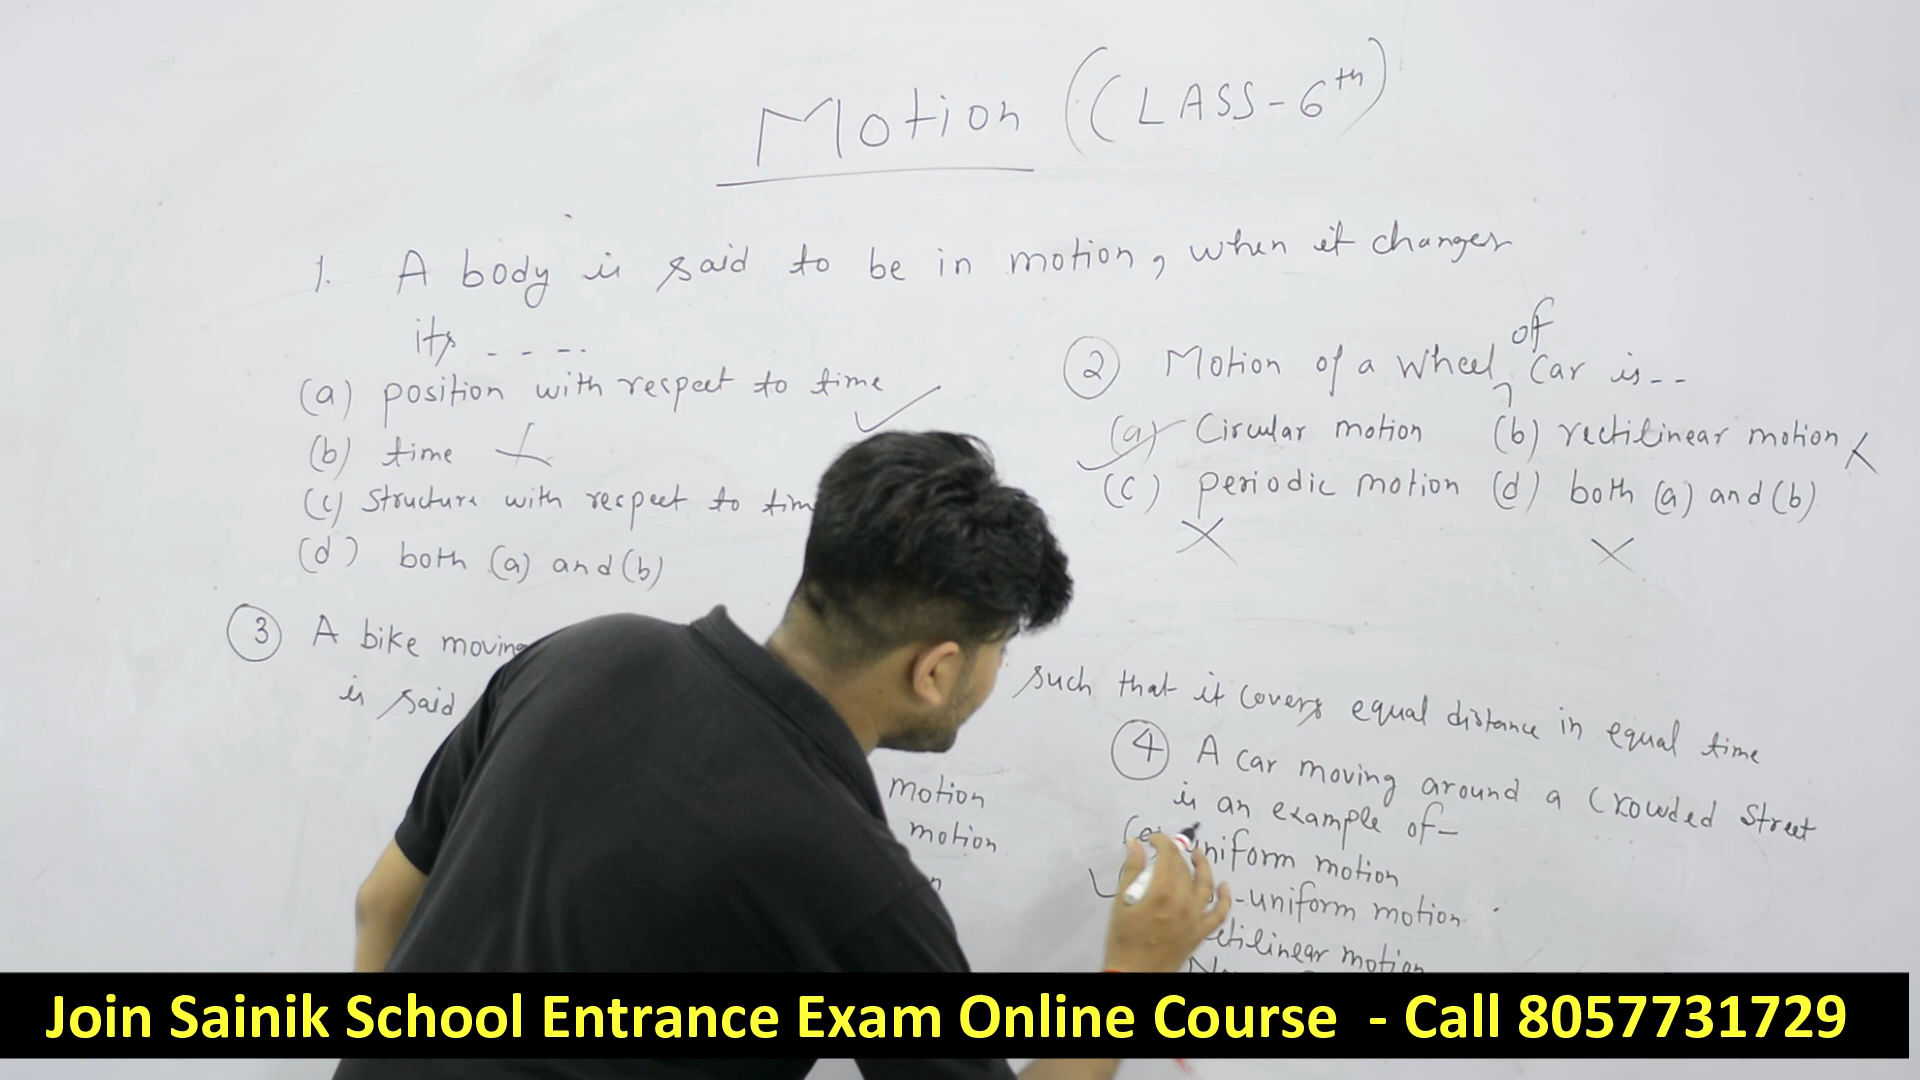 Motion (CLASS-6th)
1. A body is said to be in motion, when it changes
its ----.
(a) position with respect to time
(b) time
(c) Structure with respect to tim
(d) both (a) and (b)
2 Motion of a Wheel, of Car is--
(a) Circular motion (b) rectilinear motion
(c) periodic motion (d) both (a) and (b)
3 A bike moving such that it covers equal distance in equal time
is said
motion
motion
4 A car moving around a Crowded Street
is an example of-
uniform motion
-uniform motion
motion
Join Sainik School Entrance Exam Online Course - Call 8057731729